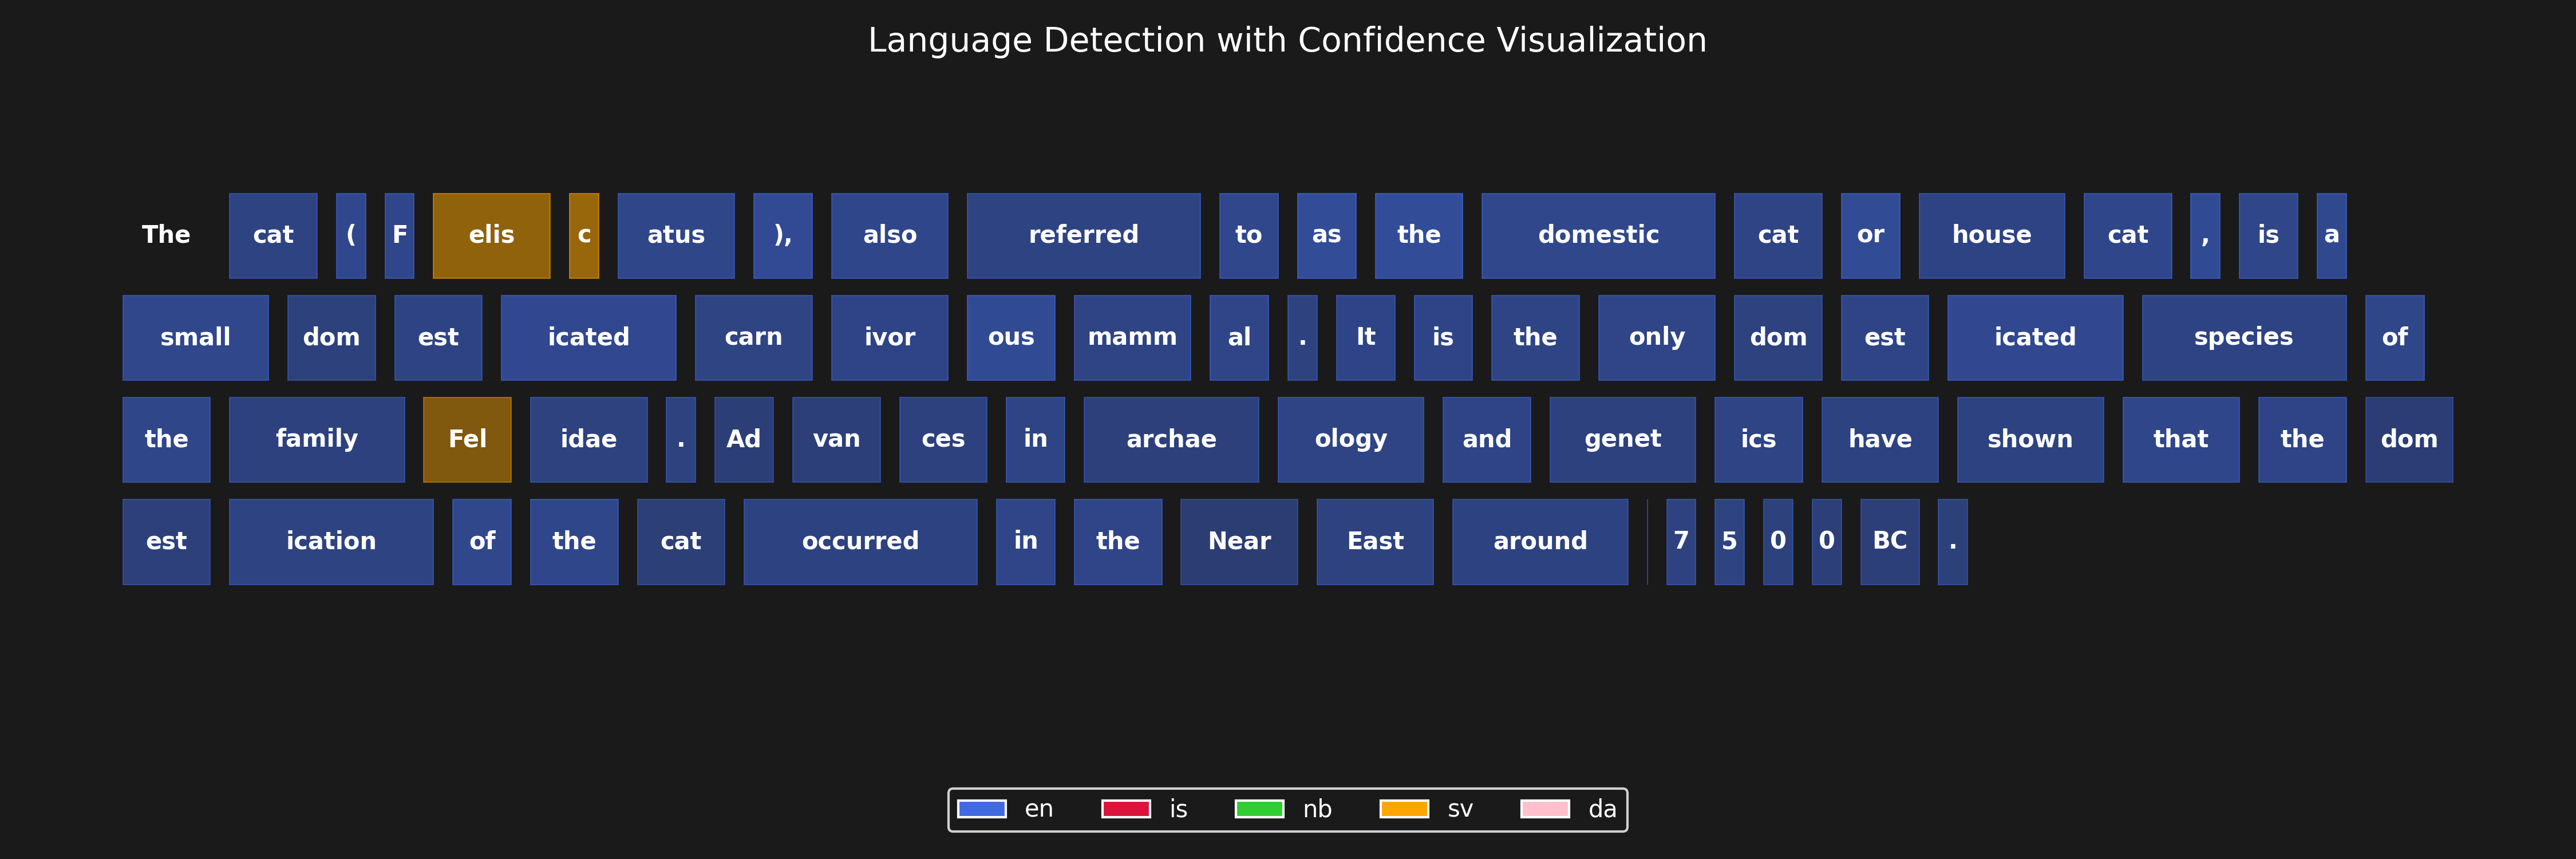 Language Detection with Confidence Visualization
The cat ( F elis c atus ), also referred to as the domestic cat or house cat , is a
small dom est icated carn ivor ous mamm al . It is the only dom est icated species of
the family Fel idae . Ad van ces in archae ology and genet ics have shown that the dom
est ication of the cat occurred in the Near East around 7 5 0 0 BC .
en is nb sv da